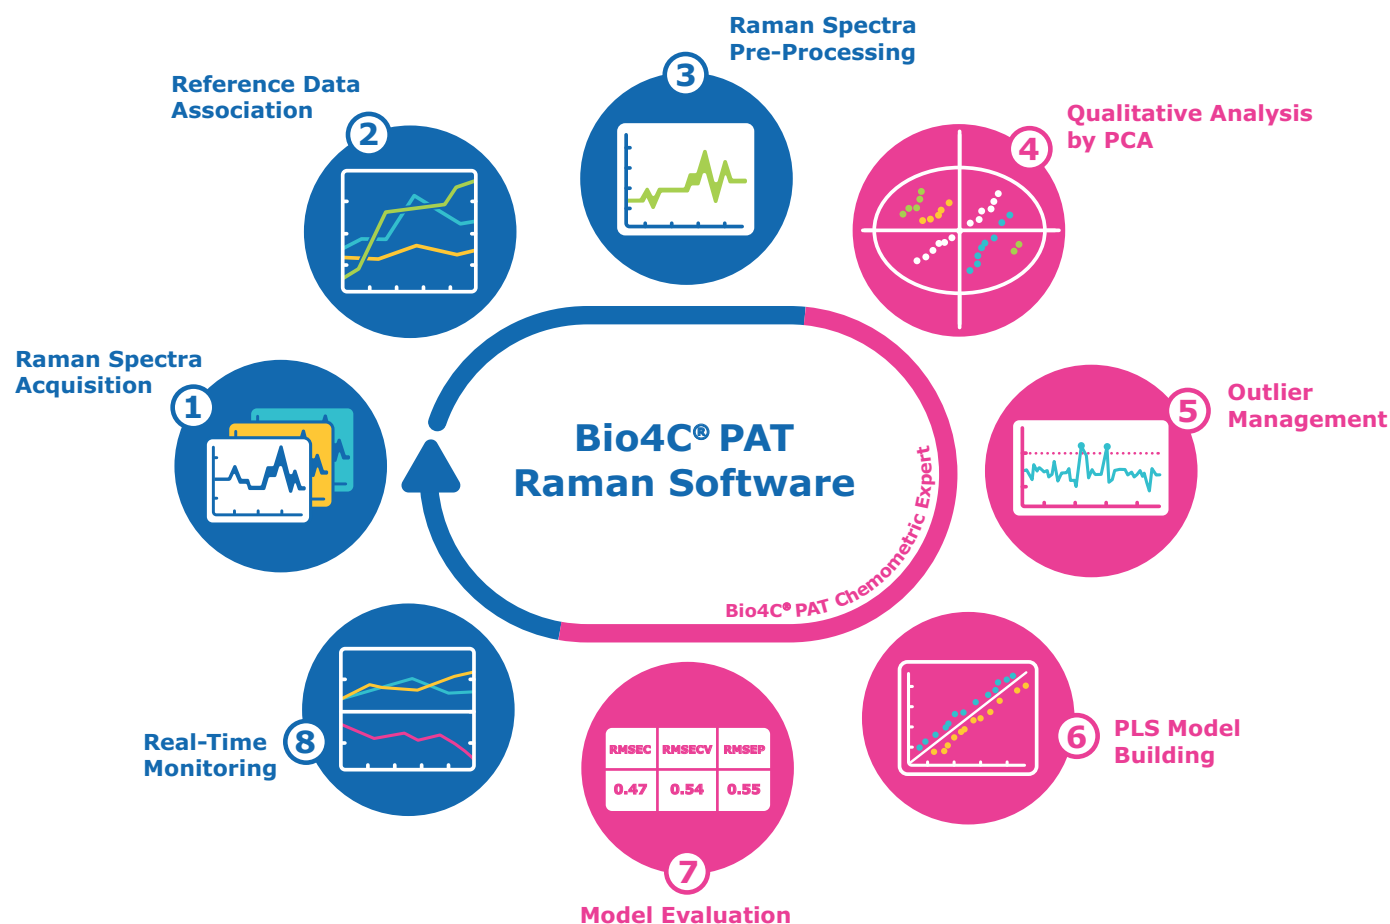 Raman Spectra
Pre-Processing
3
Reference Data
Association
2
Qualitative Analysis
by PCA
4
Raman Spectra
Acquisition
1
Outlier
Management
5
Bio4C® PAT
Raman Software
Bio4C® PAT Chemometric Expert
Real-Time
Monitoring
8
PLS Model
Building
6
RMSEC RMSECV RMSEP
0.47 0.54 0.55
7
Model Evaluation